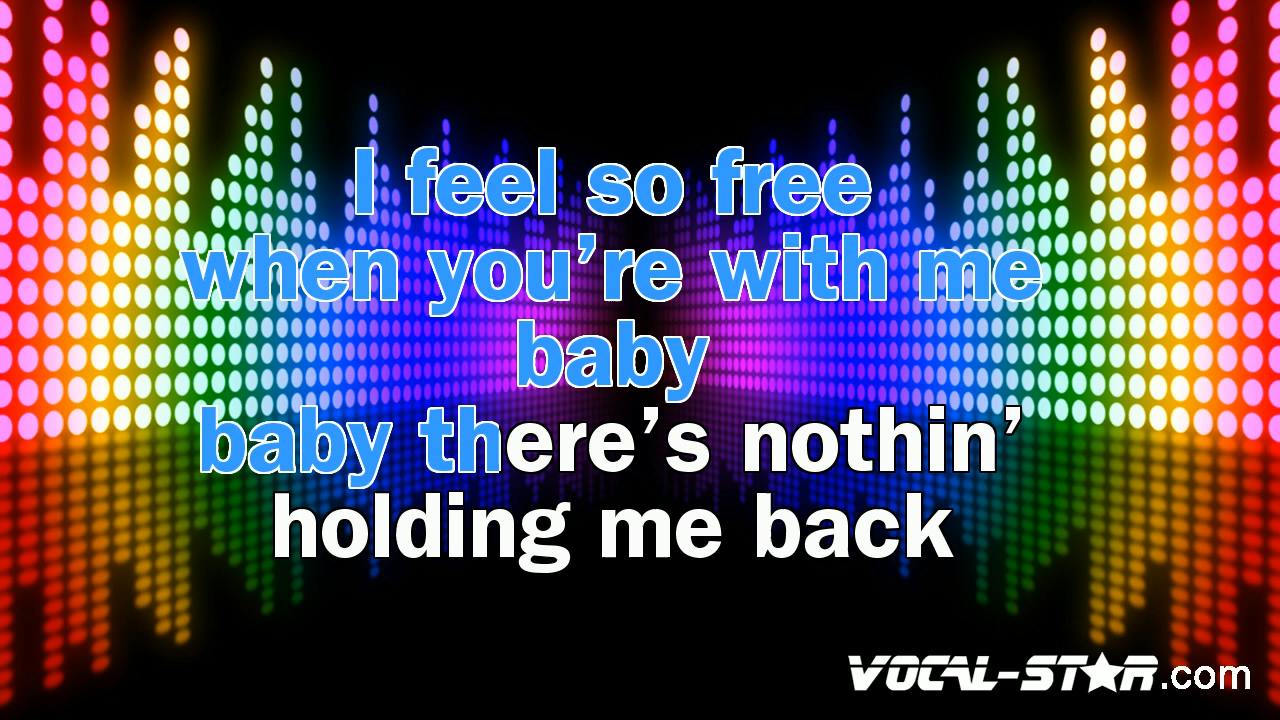 I feel so free
when you’re with me
baby
baby there’s nothin’
holding me back
VOCAL-STAR.com